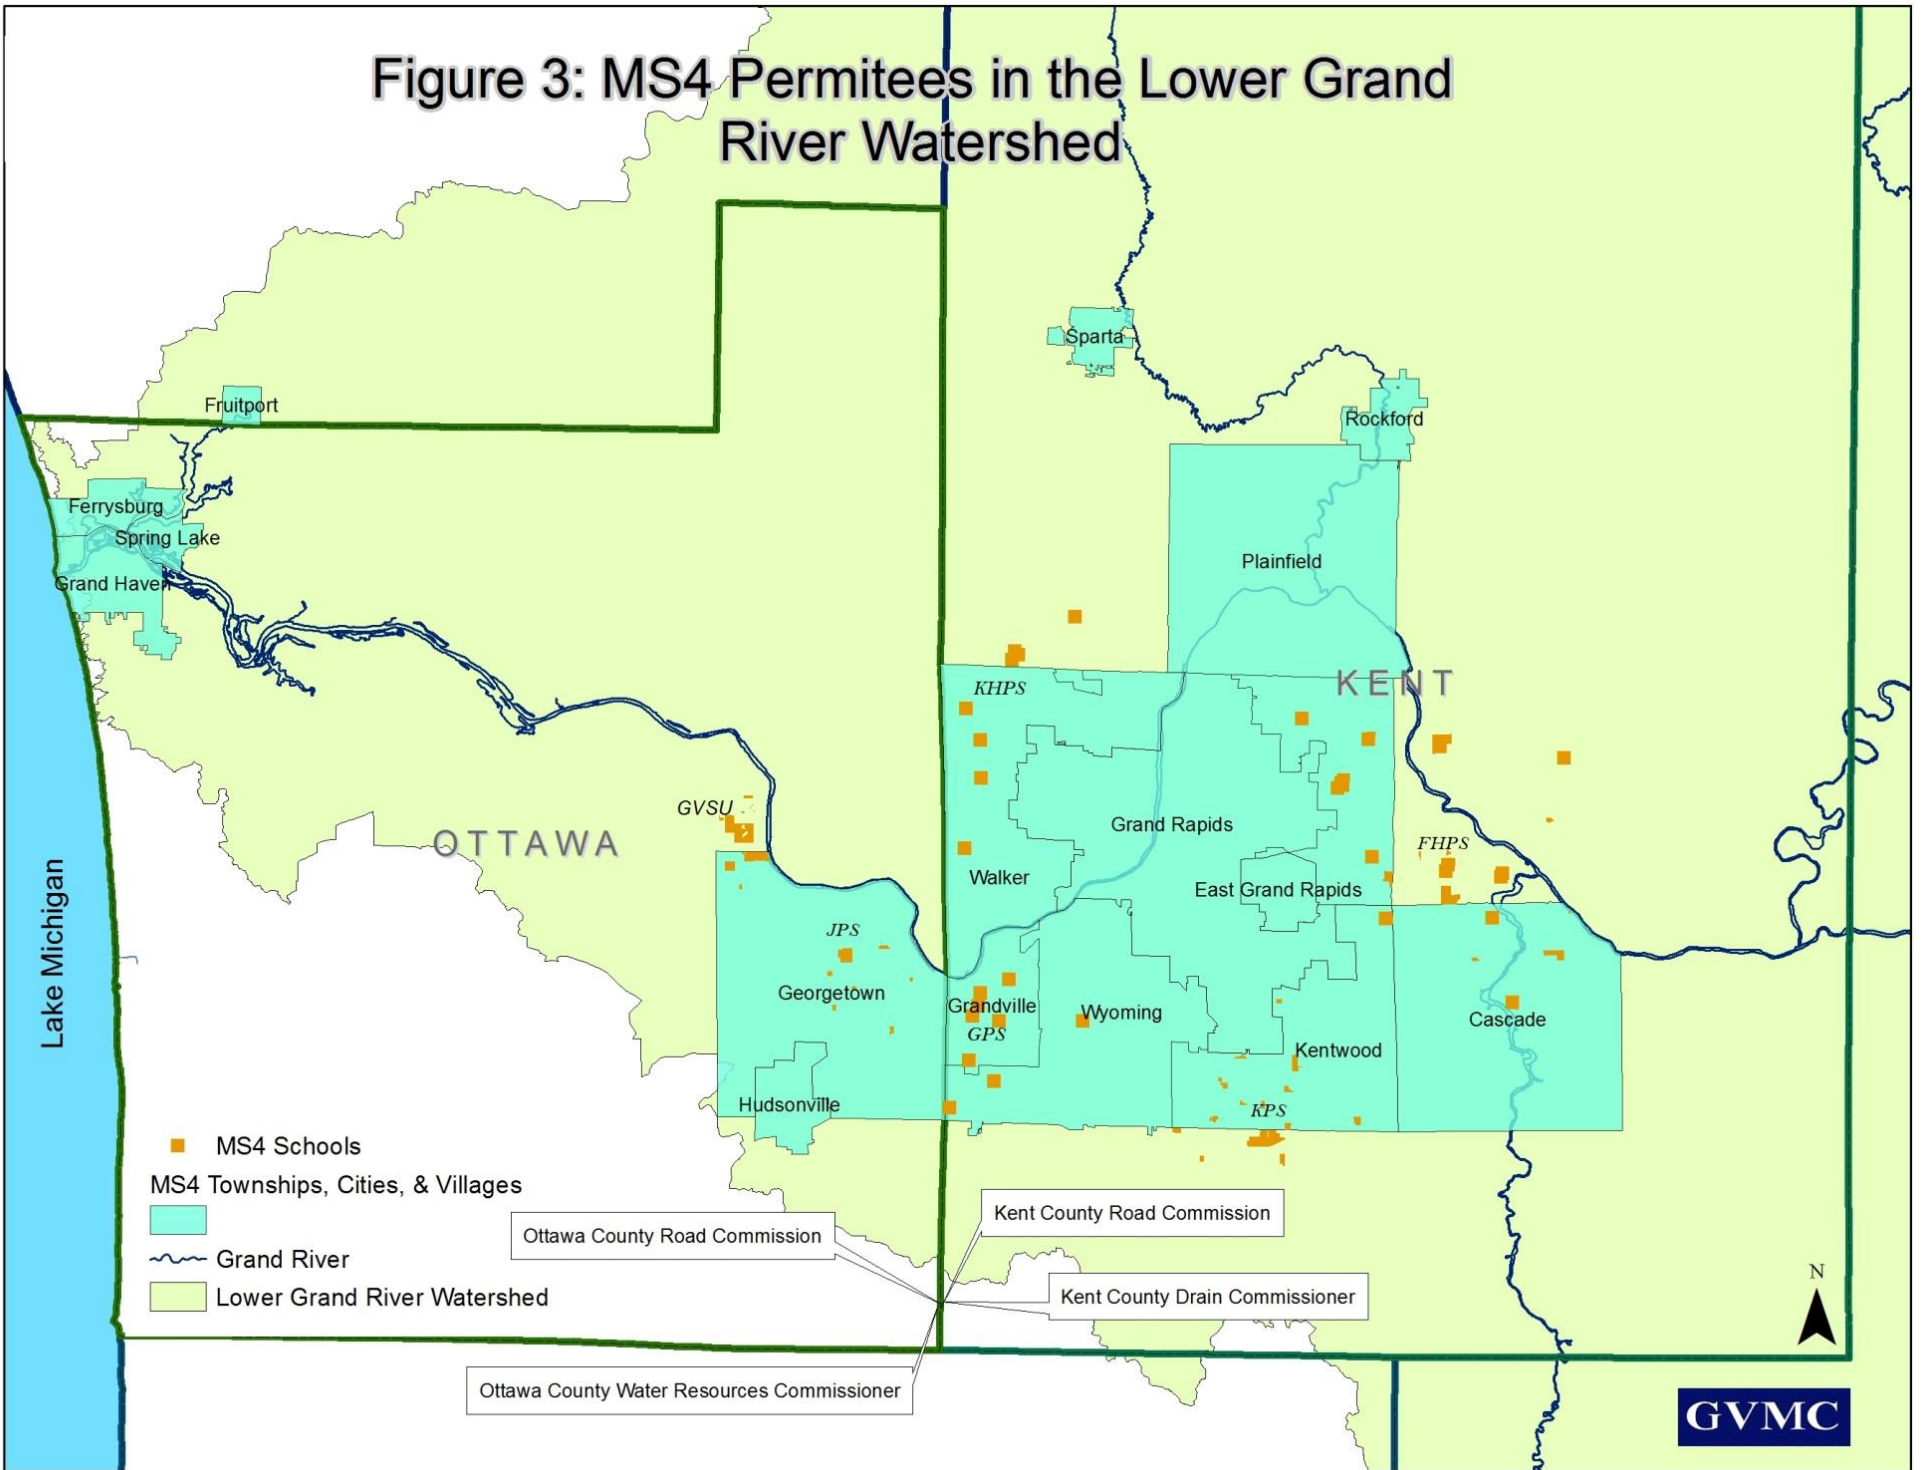 Figure 3: MS4 Permitees in the Lower Grand
River Watershed
Sparta
Fruitport
Rockford
Ferrysburg
Spring Lake
Plainfield
Grand Haven
KENT
KHPS
GVSU
OTTAWA
Grand Rapids
FHPS
Walker
East Grand Rapids
Lake Michigan
JPS
Georgetown
Grandville
Wyoming
Cascade
GPS
Kentwood
Hudsonville
KPS
MS4 Schools
MS4 Townships, Cities, & Villages
Grand River
Lower Grand River Watershed
Kent County Road Commission
Ottawa County Road Commission
Kent County Drain Commissioner
Ottawa County Water Resources Commissioner
N
GVMC